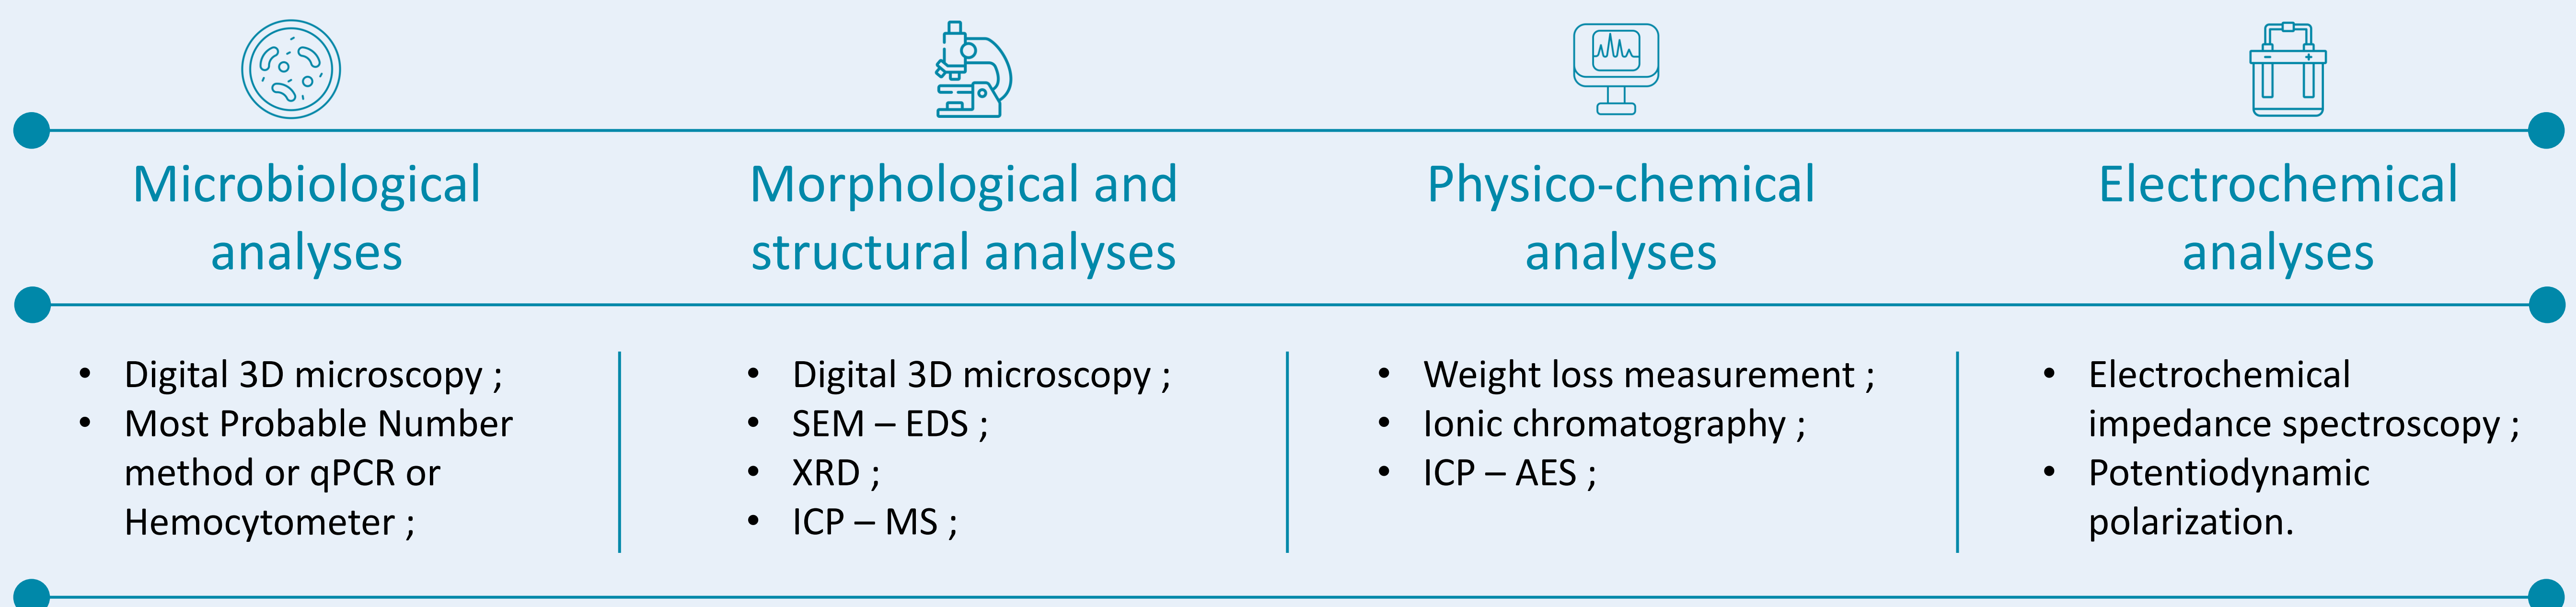 Microbiological
analyses
Morphological and
structural analyses
Physico-chemical
analyses
Electrochemical
analyses
• Digital 3D microscopy ;
• Most Probable Number
method or qPCR or
Hemocytometer ;
• Digital 3D microscopy ;
• SEM – EDS ;
• XRD ;
• ICP – MS ;
• Weight loss measurement ;
• Ionic chromatography ;
• ICP – AES ;
• Electrochemical
impedance spectroscopy ;
• Potentiodynamic
polarization.